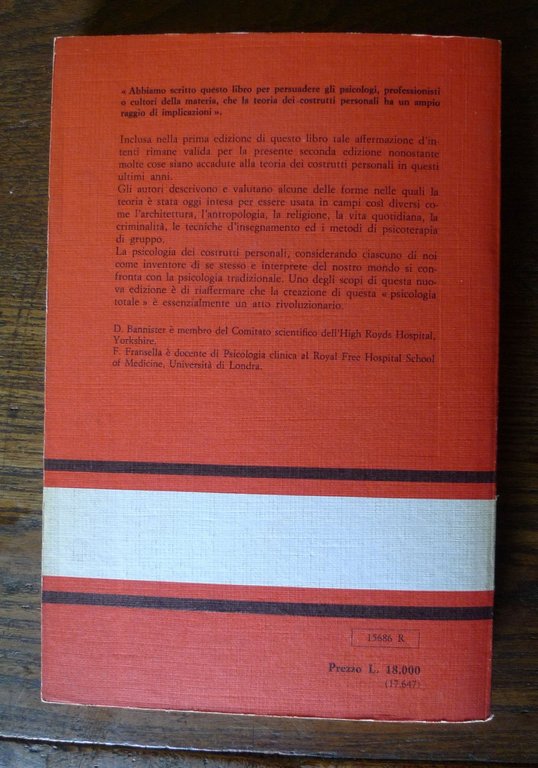 « Abbiamo scritto questo libro per persuadere gli psicologi, professionisti
o cultori della materia, che la teoria dei costrutti personali ha un ampio
raggio di implicazioni ».
Inclusa nella prima edizione di questo libro tale affermazione d'in-
tenti rimane valida per la presente seconda edizione nonostante
molte cose siano accadute alla teoria dei costrutti personali in questi
ultimi anni.
Gli autori descrivono e valutano alcune delle forme nelle quali la
teoria è stata oggi intesa per essere usata in campi così diversi co-
me l'architettura, l'antropologia, la religione, la vita quotidiana, la
criminalità, le tecniche d'insegnamento ed i metodi di psicoterapia
di gruppo.
La psicologia dei costrutti personali, considerando ciascuno di noi
come inventore di se stesso e interprete del nostro mondo si con-
fronta con la psicologia tradizionale. Uno degli scopi di questa nuo-
va edizione è di riaffermare che la creazione di questa « psicologia
totale » è essenzialmente un atto rivoluzionario.
D. Bannister è membro del Comitato scientifico dell'High Royds Hospital,
Yorkshire.
F. Fransella è docente di Psicologia clinica al Royal Free Hospital School
of Medicine, Università di Londra.
15686 R
Prezzo L. 18.000
(17.647)